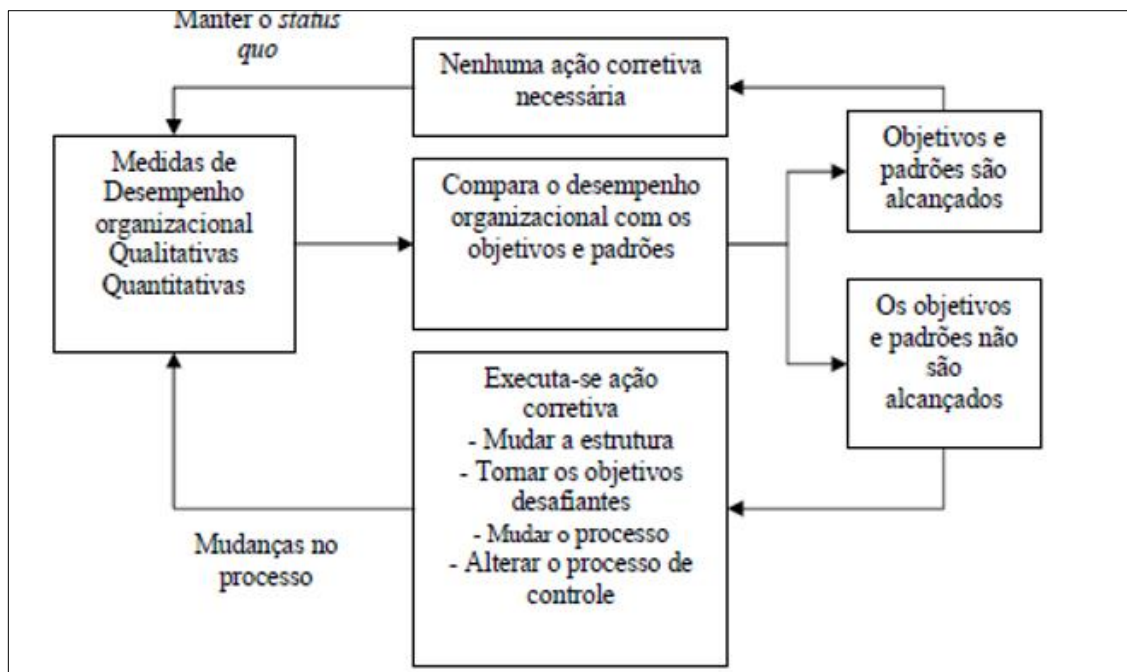 Manter o status
quo
Nenhuma ação corretiva
necessária
Objetivos e
padrões são
alcançados
Medidas de
Desempenho
organizacional
Qualitativas
Quantitativas
Compara o desempenho
organizacional com os
objetivos e padrões
Os objetivos
e padrões não
são
alcançados
Executa-se ação
corretiva
- Mudar a estrutura
- Tornar os objetivos
desafiantes
- Mudar o processo
- Alterar o processo de
controle
Mudanças no
processo